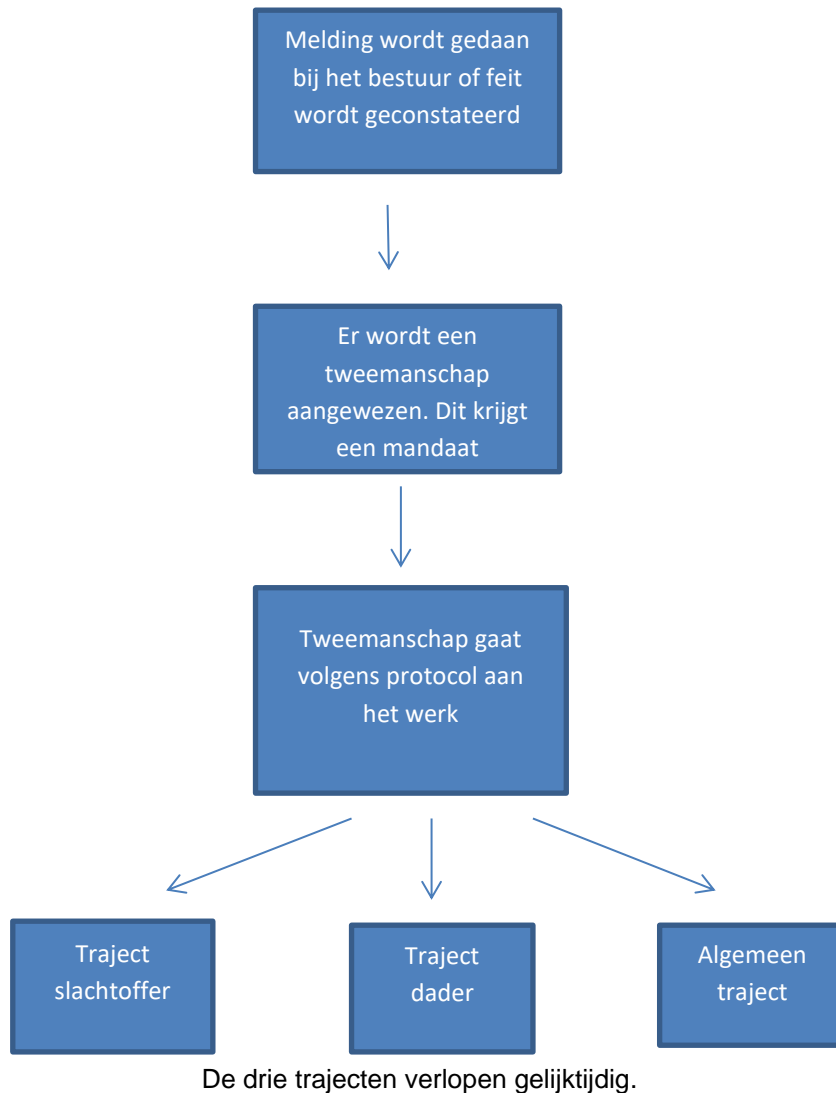 Melding wordt gedaan
bij het bestuur of feit
wordt geconstateerd
Er wordt een
tweemanschap
aangewezen. Dit krijgt
een mandaat
Tweemanschap gaat
volgens protocol aan
het werk
Traject
slachtoffer
Traject
dader
Algemeen
traject
De drie trajecten verlopen gelijktijdig.